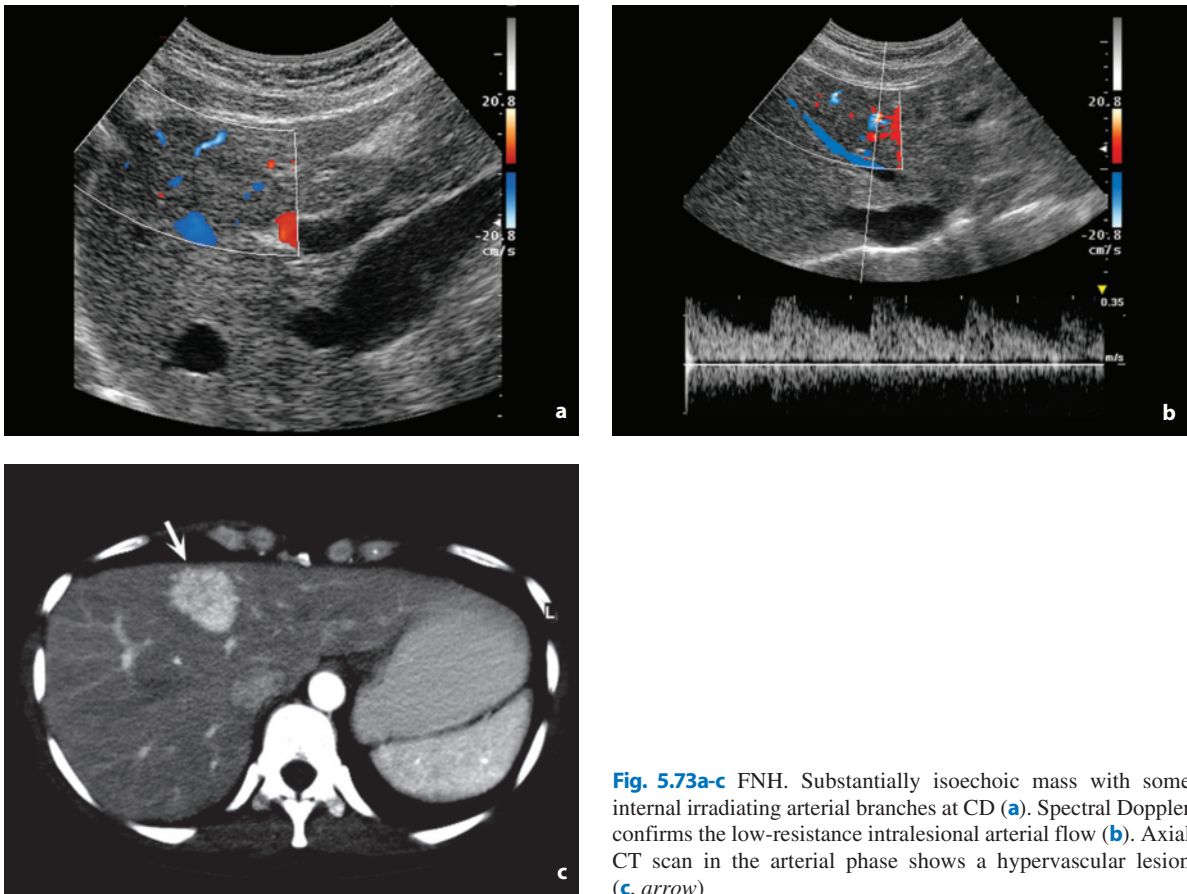 20.8
-20.8
cm/s
a
20.8
-20.8
cm/s
0.35
m/s
b
L
c
Fig. 5.73a-c FNH. Substantially isoechoic mass with some
internal irradiating arterial branches at CD (a). Spectral Doppler
confirms the low-resistance intralesional arterial flow (b). Axial
CT scan in the arterial phase shows a hypervascular lesion
(c, arrow)